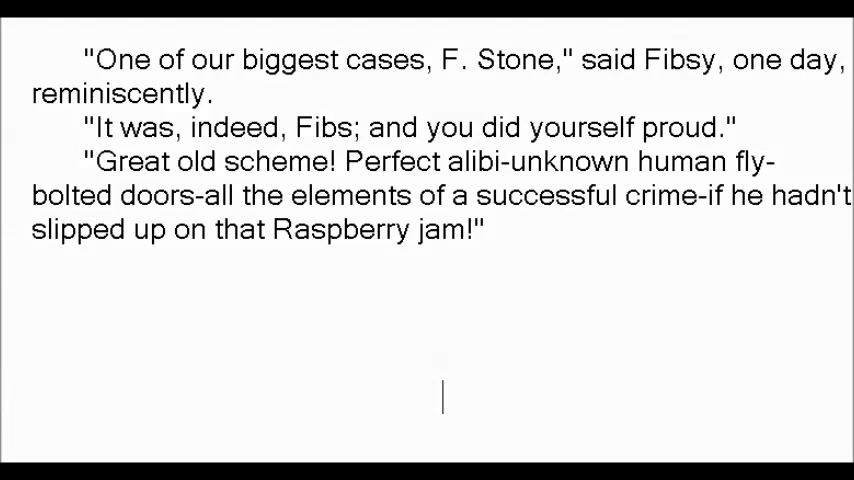 "One of our biggest cases, F. Stone," said Fibsy, one day,
reminiscently.
"It was, indeed, Fibs; and you did yourself proud."
"Great old scheme! Perfect alibi-unknown human fly-
bolted doors-all the elements of a successful crime-if he hadn't
slipped up on that Raspberry jam!"